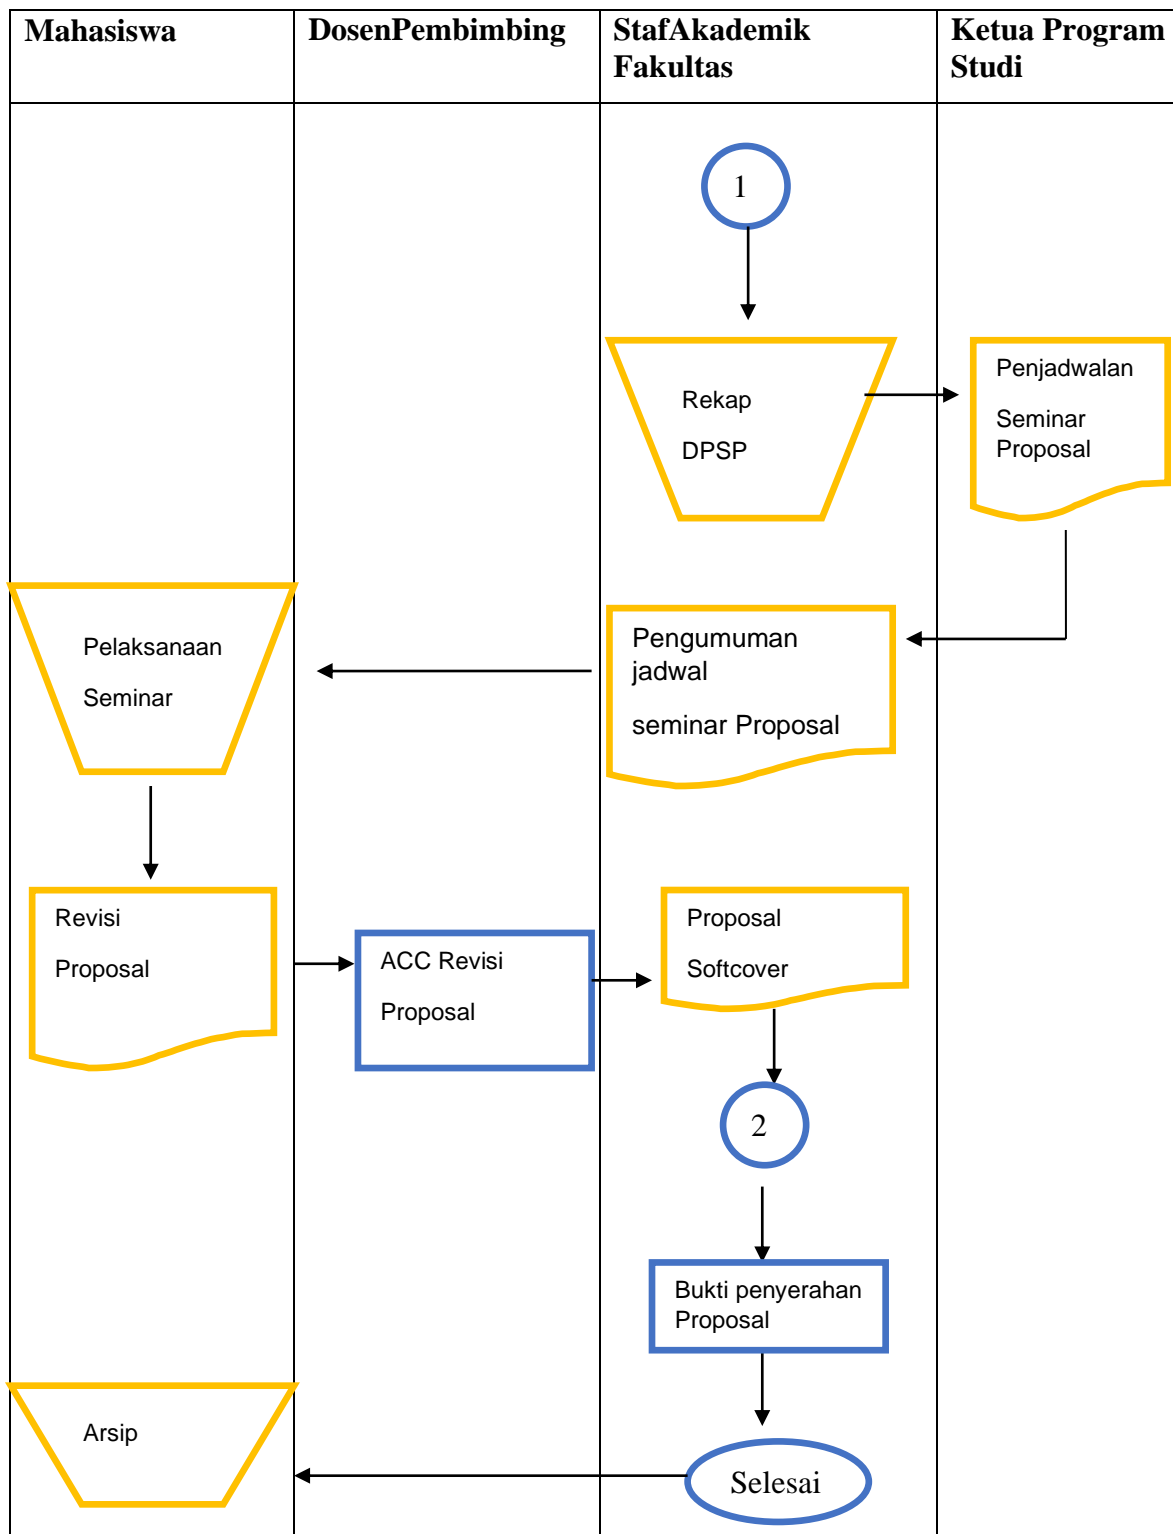 Mahasiswa
DosenPembimbing
StafAkademik
Fakultas
Ketua Program
Studi
1
Rekap
DPSP
Penjadwalan
Seminar
Proposal
Pelaksanaan
Seminar
Pengumuman
jadwal
seminar Proposal
Revisi
Proposal
ACC Revisi
Proposal
Proposal
Softcover
2
Bukti penyerahan
Proposal
Arsip
Selesai